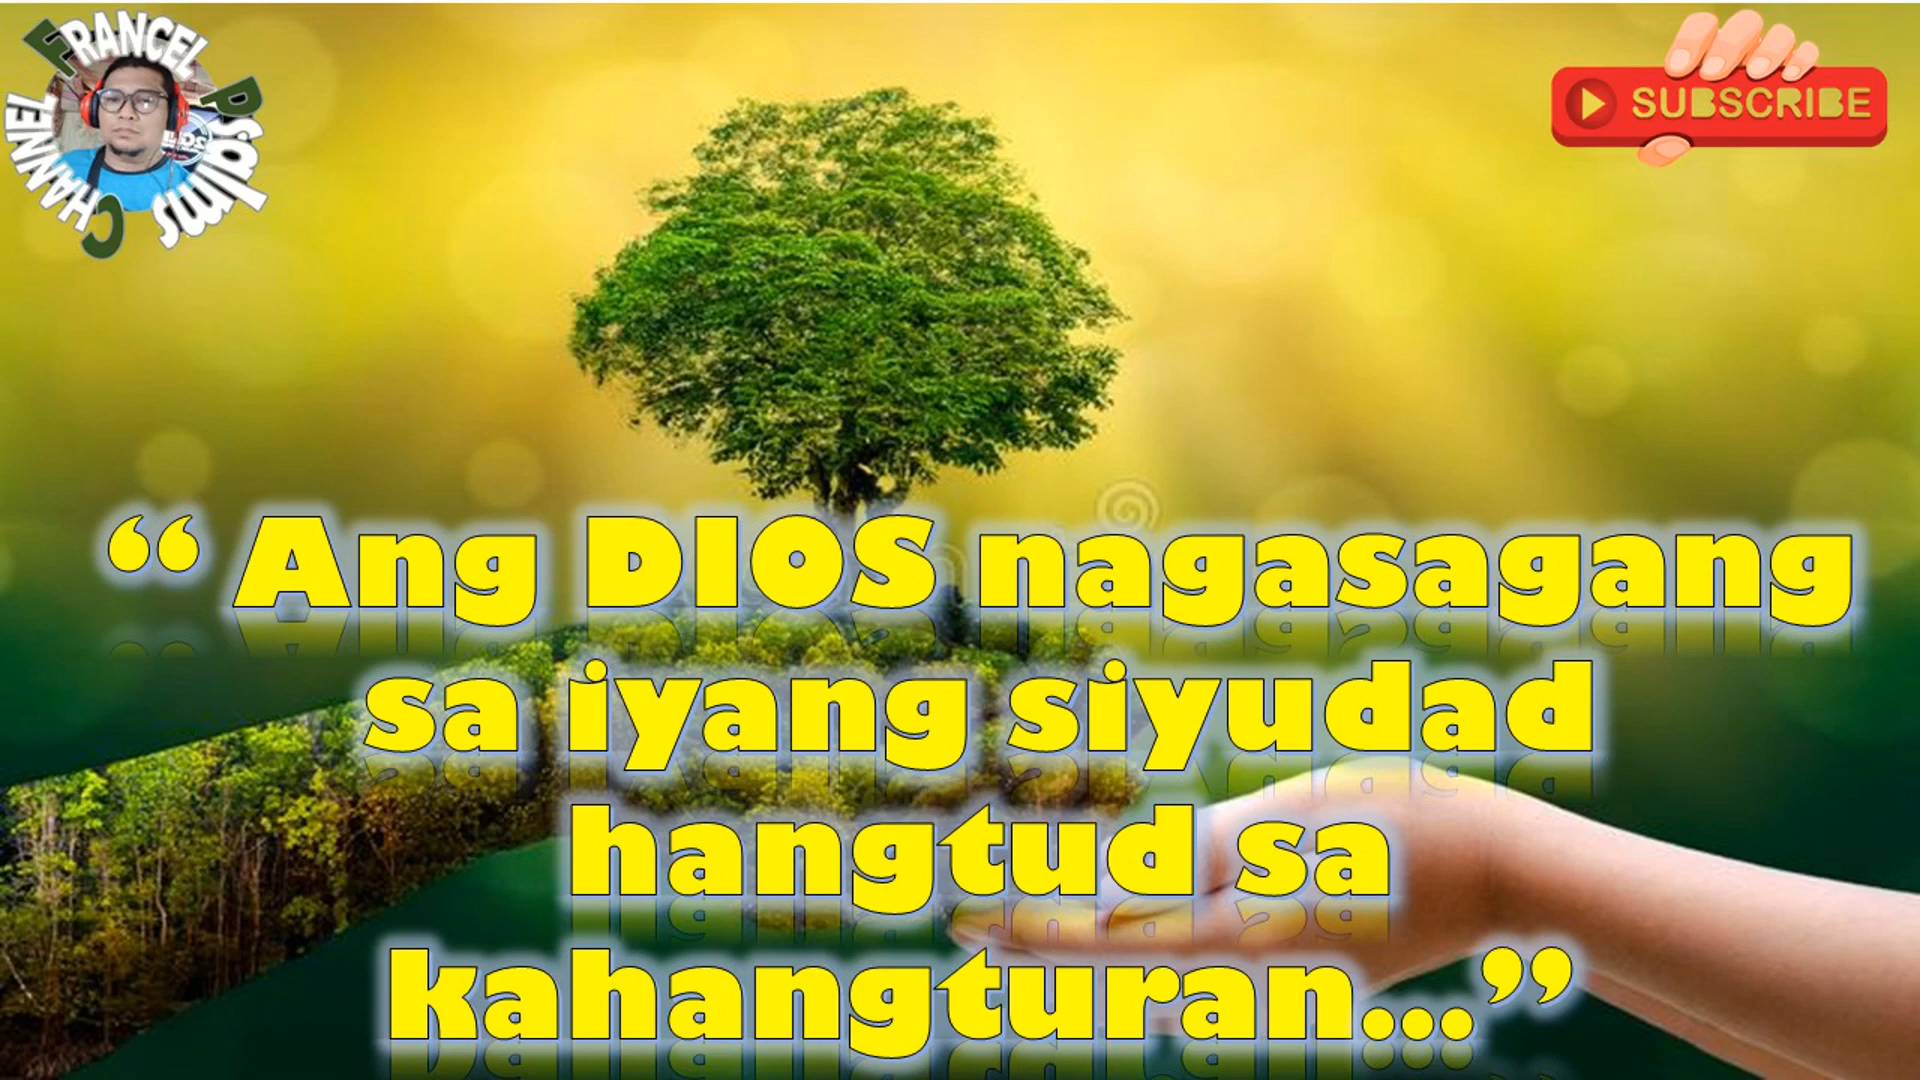 FRANCEL Psalms CHANNEL
SUBSCRIBE
“ Ang DIOS nagasagang
sa iyang siyudad
hangtud sa
kahangturan...”